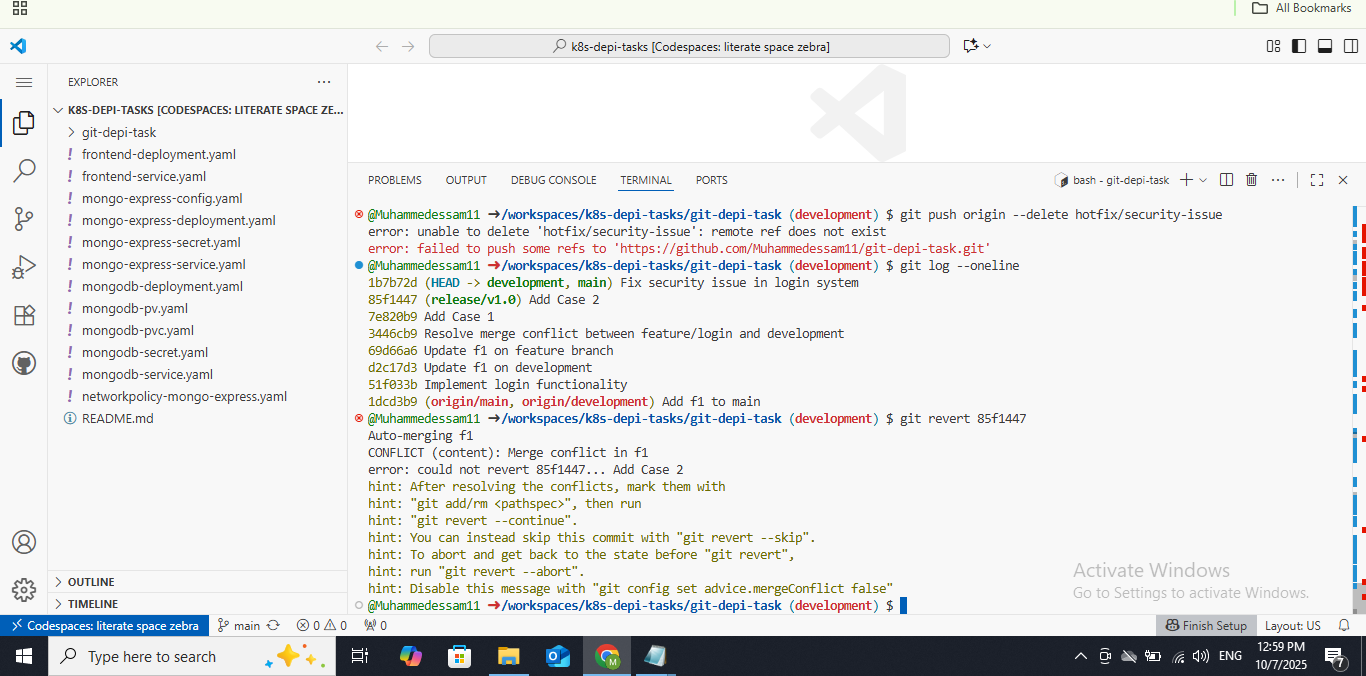 All Bookmarks
k8s-depi-tasks [Codespaces: literate space zebra]
EXPLORER
K8S-DEPI-TASKS [CODESPACES: LITERATE SPACE ZE...
git-depi-task
! frontend-deployment.yaml
! frontend-service.yaml
! mongo-express-config.yaml
! mongo-express-deployment.yaml
! mongo-express-secret.yaml
! mongo-express-service.yaml
! mongodb-deployment.yaml
! mongodb-pv.yaml
! mongodb-pvc.yaml
! mongodb-secret.yaml
! mongodb-service.yaml
! networkpolicy-mongo-express.yaml
README.md
OUTLINE
TIMELINE
PROBLEMS OUTPUT DEBUG CONSOLE TERMINAL PORTS
bash - git-depi-task
@Muhammedessam11 ➜/workspaces/k8s-depi-tasks/git-depi-task (development) $ git push origin --delete hotfix/security-issue
error: unable to delete 'hotfix/security-issue': remote ref does not exist
error: failed to push some refs to 'https://github.com/Muhammedessam11/git-depi-task.git'
@Muhammedessam11 ➜/workspaces/k8s-depi-tasks/git-depi-task (development) $ git log --oneline
1b7b72d (HEAD -> development, main) Fix security issue in login system
85f1447 (release/v1.0) Add Case 2
7e820b9 Add Case 1
3446cb9 Resolve merge conflict between feature/login and development
69d66a6 Update f1 on feature branch
d2c17d3 Update f1 on development
51f033b Implement login functionality
1dcd3b9 (origin/main, origin/development) Add f1 to main
@Muhammedessam11 ➜/workspaces/k8s-depi-tasks/git-depi-task (development) $ git revert 85f1447
Auto-merging f1
CONFLICT (content): Merge conflict in f1
error: could not revert 85f1447... Add Case 2
hint: After resolving the conflicts, mark them with
hint: "git add/rm <pathspec>", then run
hint: "git revert --continue".
hint: You can instead skip this commit with "git revert --skip".
hint: To abort and get back to the state before "git revert",
hint: run "git revert --abort".
hint: Disable this message with "git config set advice.mergeConflict false"
@Muhammedessam11 ➜/workspaces/k8s-depi-tasks/git-depi-task (development) $
Activate Windows
Go to Settings to activate Windows.
Codespaces: literate space zebra main 0 0 0 Finish Setup Layout: US
Type here to search
ENG
12:59 PM
10/7/2025
7